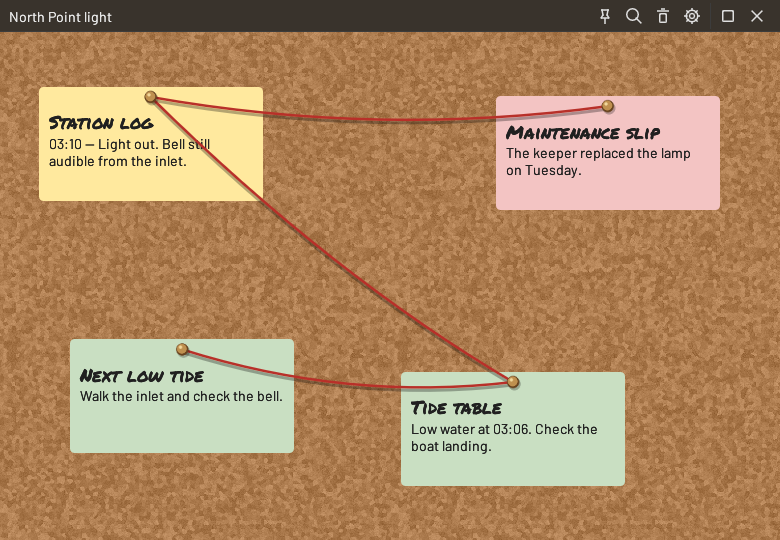 North Point light
Station log
03:10 — Light out. Bell still
audible from the inlet.
Maintenance slip
The keeper replaced the lamp
on Tuesday.
Next low tide
Walk the inlet and check the bell.
Tide table
Low water at 03:06. Check the
boat landing.